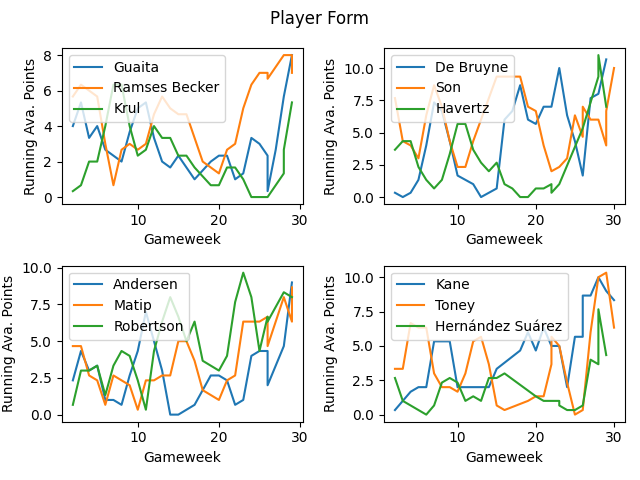 Player Form
Running Ava. Points
8
6
4
2
0
Guaita
Ramses Becker
Krul
10
20
30
Gameweek
Running Ava. Points
10.0
7.5
5.0
2.5
0.0
De Bruyne
Son
Havertz
10
20
30
Gameweek
Running Ava. Points
10.0
7.5
5.0
2.5
0.0
Andersen
Matip
Robertson
10
20
30
Gameweek
Running Ava. Points
10.0
7.5
5.0
2.5
0.0
Kane
Toney
Hernández Suárez
10
20
30
Gameweek